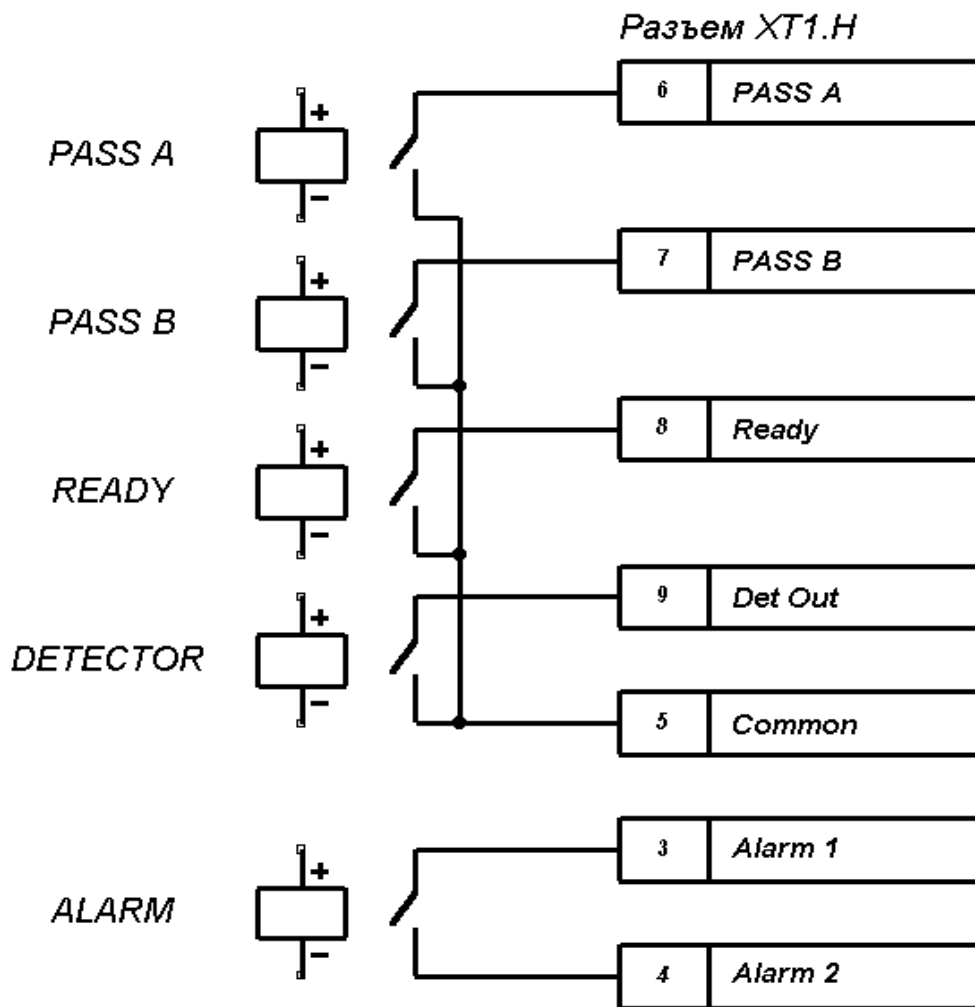 Разъем XT1.H
6 PASS A
PASS A
+
-
7 PASS B
PASS B
+
-
8 Ready
READY
+
-
9 Det Out
DETECTOR
+
-
5 Common
3 Alarm 1
ALARM
+
-
4 Alarm 2